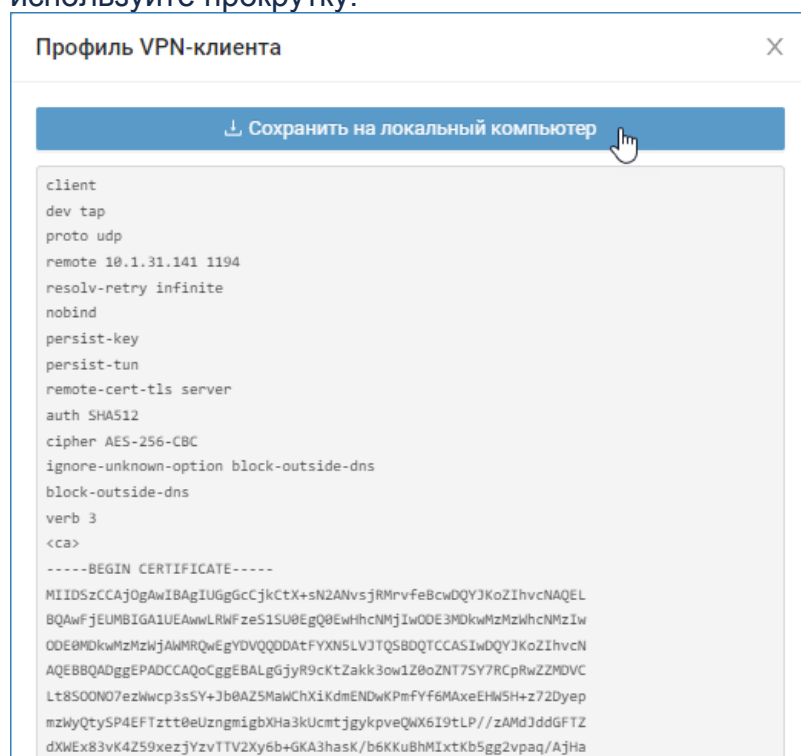 используйте прокрутку.
Профиль VPN-клиента
Сохранить на локальный компьютер
client
dev tap
proto udp
remote 10.1.31.141 1194
resolv-retry infinite
nobind
persist-key
persist-tun
remote-cert-tls server
auth SHA512
cipher AES-256-CBC
ignore-unknown-option block-outside-dns
block-outside-dns
verb 3
<ca>
-----BEGIN CERTIFICATE-----
MIIDSzCCAjOgAwIBAgIUGgGcCjkCtX+sN2ANvsjRMrvfeBcwDQYJKoZIhvcNAQEL
BQAwFjEUMBIGA1UEAwwLRWFzeS1SU0EgQ0EwHhcNMjIwODE3MDkwMzMzWhcNMzIw
ODE0MDkwMzMzWjAWMRQwEgYDVQQDDAtFYXN5LVJTQSBDQTCCASIwDQYJKoZIhvcN
AQEBBQADggEPADCCAQoCggEBALgGjyR9cKtZakk3ow1Z0oZNT7SY7RCpRwZZMDVC
Lt8SOONO7ezWwcp3sSY+Jb0AZ5MaWChXiKdmENDwKPmfYf6MAxeEHW5H+z72Dyep
mzWyQtySP4EFTztt0eUzngmigbXHa3kUcmtjgykpveQWX6I9tLP//zAMdJddGFTZ
dXWEx83vK4Z59xezjYzvTTV2Xy6b+GKA3hasK/b6KKuBhMIxtKb5gg2vpaq/AjHa